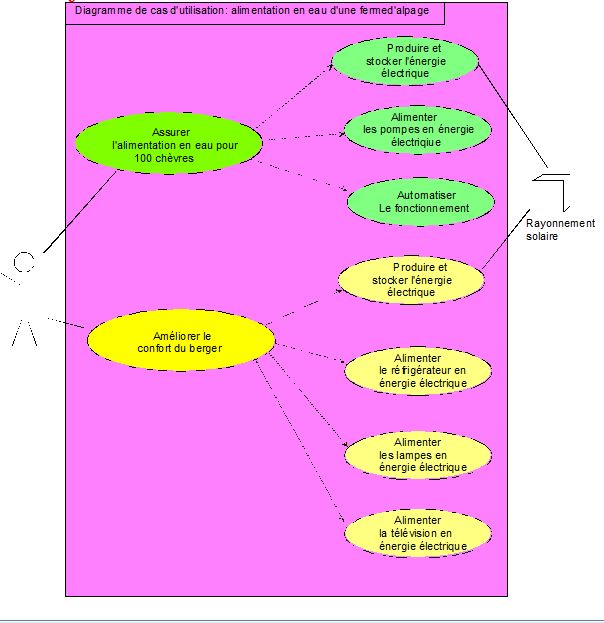 Diagramme de cas d'utilisation: alimentation en eau d'une fermed'alpage
Produire et
stocker l'énergie
électrique
Alimenter
les pompes en énergie
électriqique
Assurer
l'alimentation en eau pour
100 chèvres
Automatiser
Le fonctionnement
Rayonnement
solaire
Produire et
stocker l'énergie
électrique
Améliorer le
confort du berger
Alimenter
le réfrigérateur en
énergie électrique
Alimenter
les lampes en
énergie électrique
Alimenter
la télévision en
énergie électrique